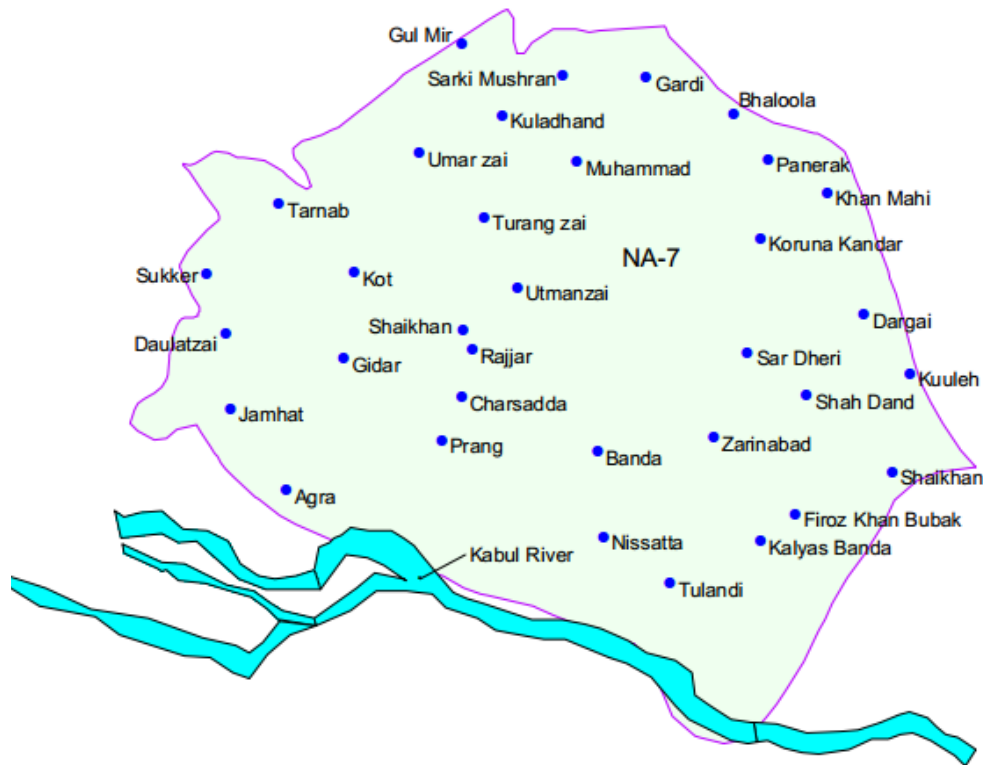 Gul Mir
Sarki Mushran
Gardi
Bhaloola
Kuladhand
Umar zai
Muhammad
Panerak
Khan Mahi
Tarnab
Turang zai
Koruna Kandar
NA-7
Sukker
Kot
Utmanzai
Dargai
Shaikhan
Daulatzai
Rajjar
Sar Dheri
Gidar
Kuuleh
Charsadda
Shah Dand
Jamhat
Prang
Banda
Zarinabad
Shaikhan
Agra
Firoz Khan Bubak
Nissatta
Kalyas Banda
Kabul River
Tulandi